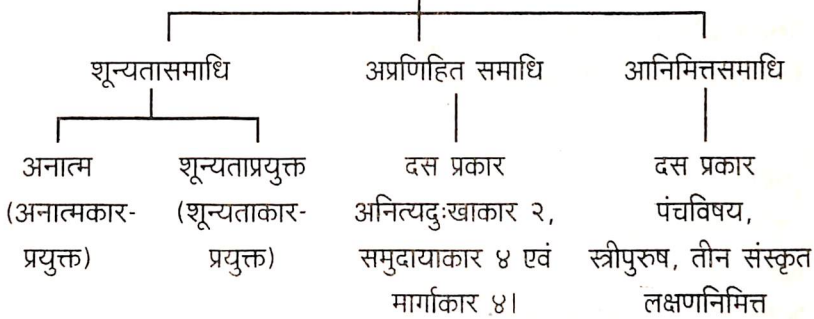 शून्यतासमाधि अप्रणिहित समाधि आनिमित्तसमाधि
अनात्म शून्यताप्रयुक्त दस प्रकार दस प्रकार
(अनात्मकार- (शून्यताकार- अनित्यदुःखाकार २, पंचविषय,
प्रयुक्त) प्रयुक्त) समुदायाकार ४ एवं स्त्रीपुरुष, तीन संस्कृत
मार्गाकार ४। लक्षणनिमित्त